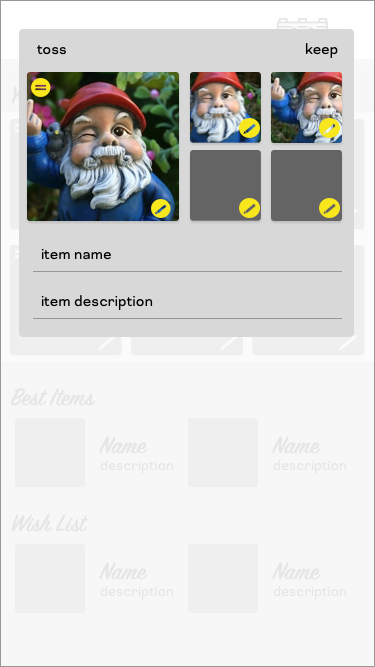 toss
keep
item name
item description
Best Items
Name
description
Name
description
Wish List
Name
description
Name
description